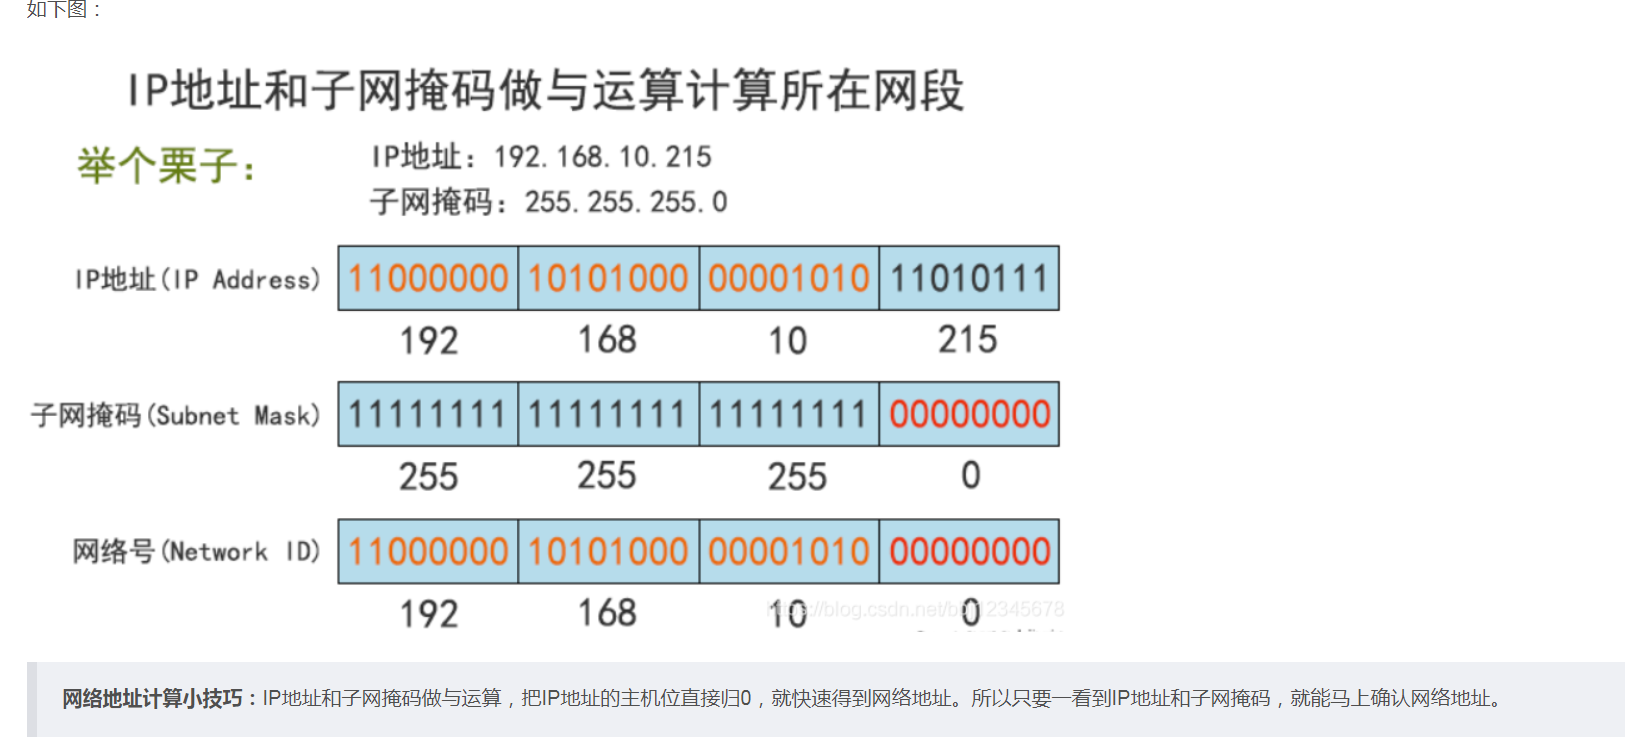 如下图：
IP地址和子网掩码做与运算计算所在网段
举个栗子：
IP地址：192.168.10.215
子网掩码：255.255.255.0
IP地址(IP Address) 11000000 10101000 00001010 11010111
192 168 10 215
子网掩码(Subnet Mask) 11111111 11111111 11111111 00000000
255 255 255 0
网络号(Network ID) 11000000 10101000 00001010 00000000
192 168 10 0
网络地址计算小技巧：IP地址和子网掩码做与运算，把IP地址的主机位直接归0，就快速得到网络地址。所以只要一看到IP地址和子网掩码，就能马上确认网络地址。